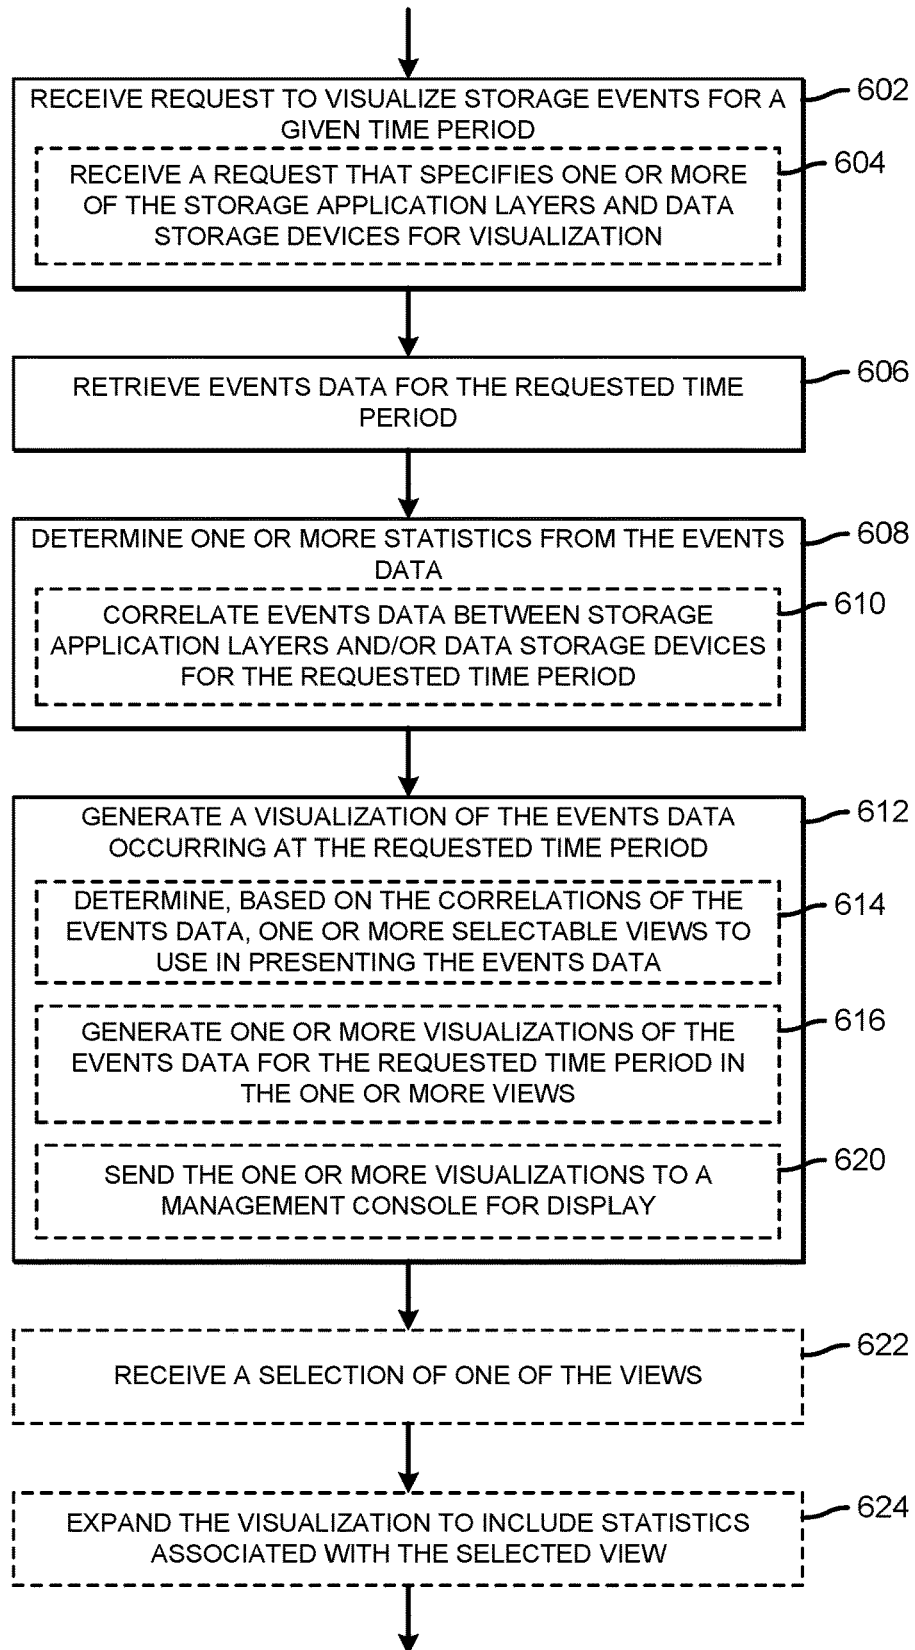 RECEIVE REQUEST TO VISUALIZE STORAGE EVENTS FOR A
GIVEN TIME PERIOD
602
RECEIVE A REQUEST THAT SPECIFIES ONE OR MORE
OF THE STORAGE APPLICATION LAYERS AND DATA
STORAGE DEVICES FOR VISUALIZATION
604
RETRIEVE EVENTS DATA FOR THE REQUESTED TIME
PERIOD
606
DETERMINE ONE OR MORE STATISTICS FROM THE EVENTS
DATA
608
CORRELATE EVENTS DATA BETWEEN STORAGE
APPLICATION LAYERS AND/OR DATA STORAGE DEVICES
FOR THE REQUESTED TIME PERIOD
610
GENERATE A VISUALIZATION OF THE EVENTS DATA
OCCURRING AT THE REQUESTED TIME PERIOD
612
DETERMINE, BASED ON THE CORRELATIONS OF THE
EVENTS DATA, ONE OR MORE SELECTABLE VIEWS TO
USE IN PRESENTING THE EVENTS DATA
614
GENERATE ONE OR MORE VISUALIZATIONS OF THE
EVENTS DATA FOR THE REQUESTED TIME PERIOD IN
THE ONE OR MORE VIEWS
616
SEND THE ONE OR MORE VISUALIZATIONS TO A
MANAGEMENT CONSOLE FOR DISPLAY
620
RECEIVE A SELECTION OF ONE OF THE VIEWS
622
EXPAND THE VISUALIZATION TO INCLUDE STATISTICS
ASSOCIATED WITH THE SELECTED VIEW
624